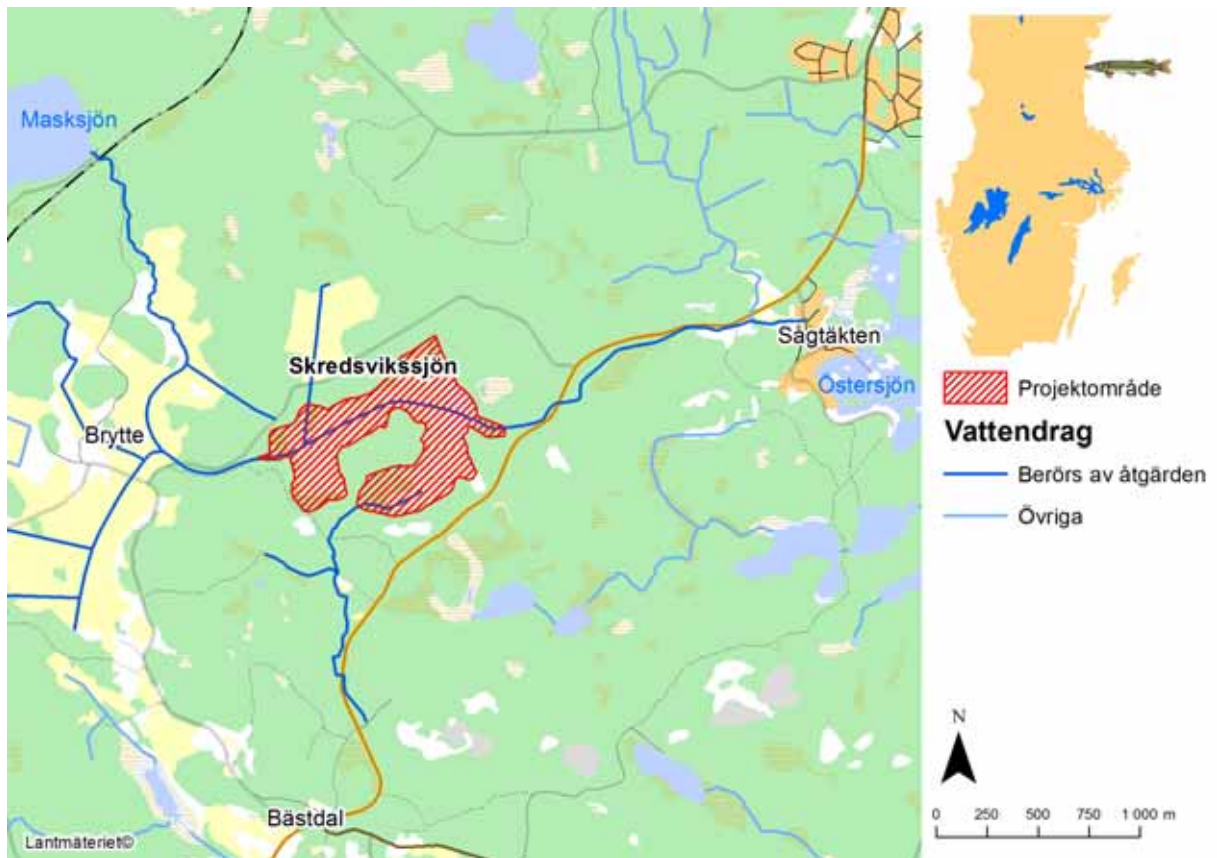 Masksjön
Skredsvikssjön
Sågtäkten
Östersjön
Brytte
Bästdal
Lantmäteriet©
Projektområde
Vattendrag
Berörs av åtgärden
Övriga
N
0 250 500 750 1 000 m